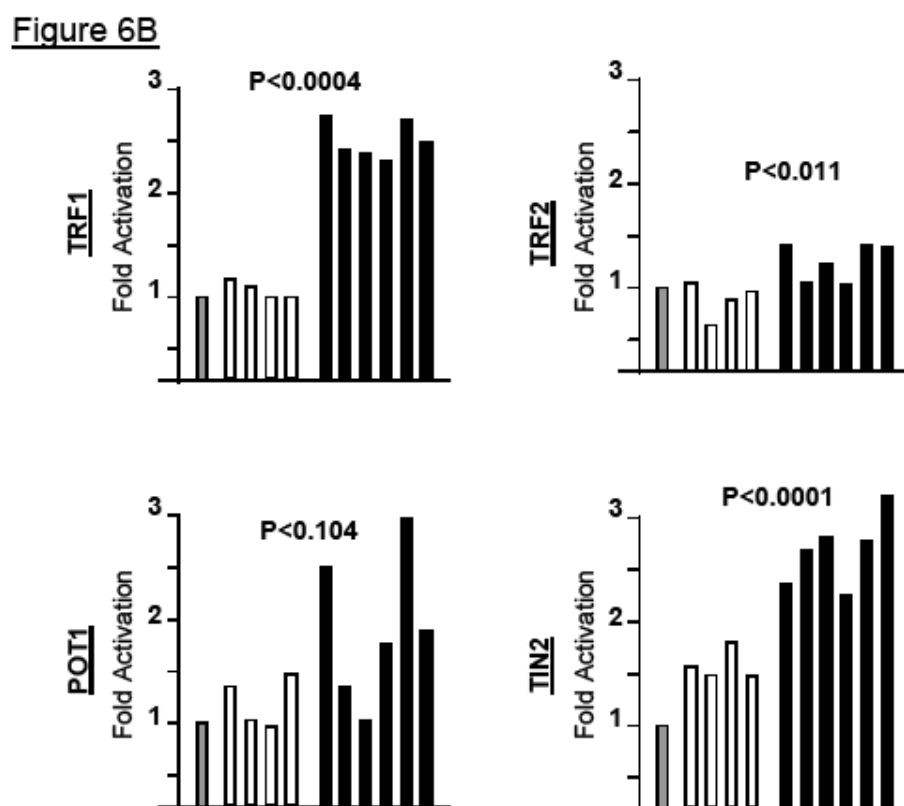 Figure 6B
TRF1
Fold Activation
P<0.0004
3
2
1
TRF2
Fold Activation
P<0.011
3
2
1
POT1
Fold Activation
P<0.104
3
2
1
TIN2
Fold Activation
P<0.0001
3
2
1